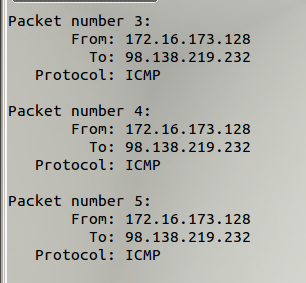 Packet number 3:
From: 172.16.173.128
To: 98.138.219.232
Protocol: ICMP
Packet number 4:
From: 172.16.173.128
To: 98.138.219.232
Protocol: ICMP
Packet number 5:
From: 172.16.173.128
To: 98.138.219.232
Protocol: ICMP